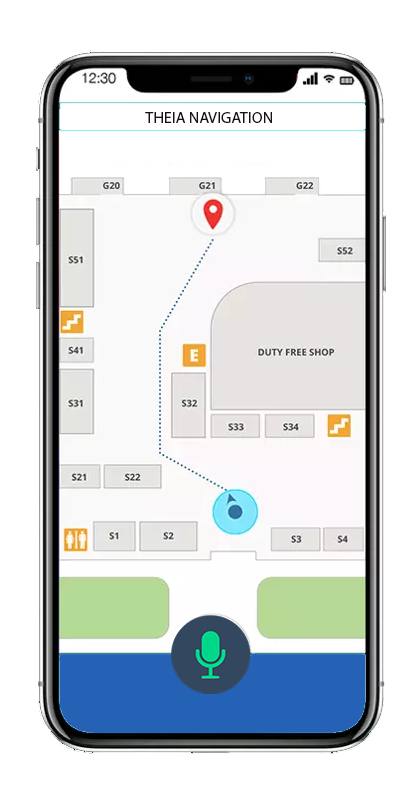 12:30
THEIA NAVIGATION
G20
G21
G22
S52
S51
S41
E
DUTY FREE SHOP
S31
S32
S33
S34
S21
S22
S1
S2
S3
S4